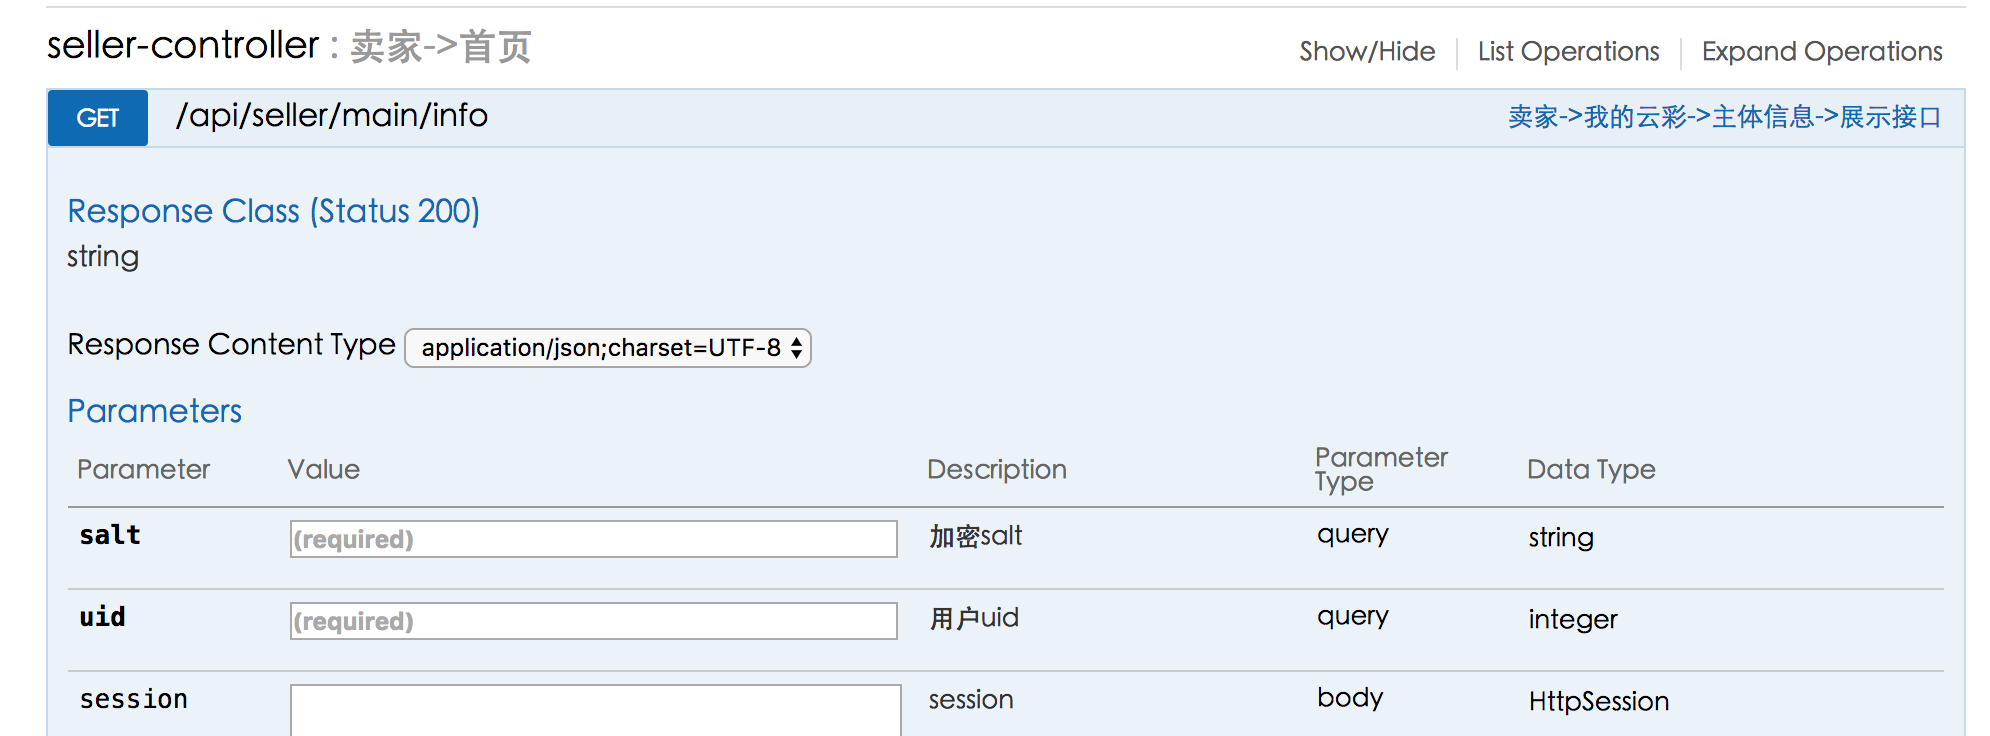 seller-controller : 卖家->首页
Show/Hide
List Operations
Expand Operations
GET
/api/seller/main/info
卖家->我的云彩->主体信息->展示接口
Response Class (Status 200)
string
Response Content Type
application/json;charset=UTF-8
Parameters
Parameter
Value
Description
Parameter
Type
Data Type
salt
(required)
加密salt
query
string
uid
(required)
用户uid
query
integer
session
session
body
HttpSession